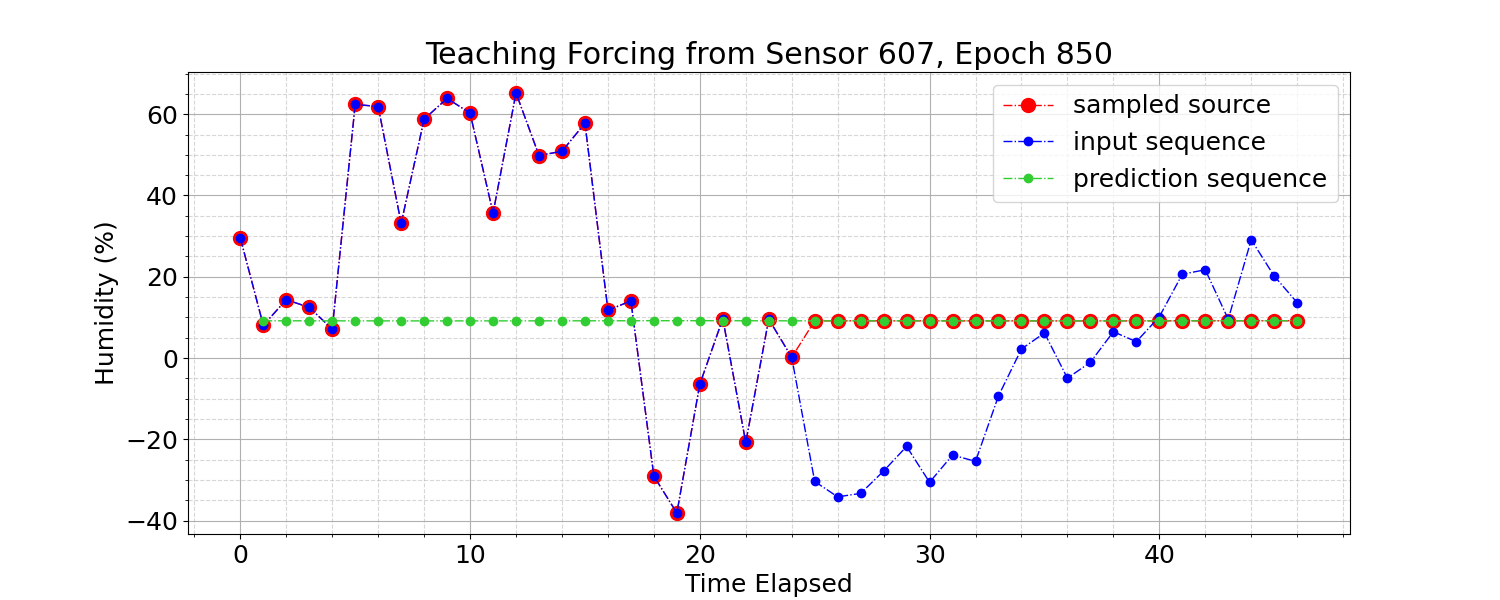 Teaching Forcing from Sensor 607, Epoch 850
sampled source
input sequence
prediction sequence
Humidity (%)
60
40
20
0
−20
−40
0 10 20 30 40
Time Elapsed